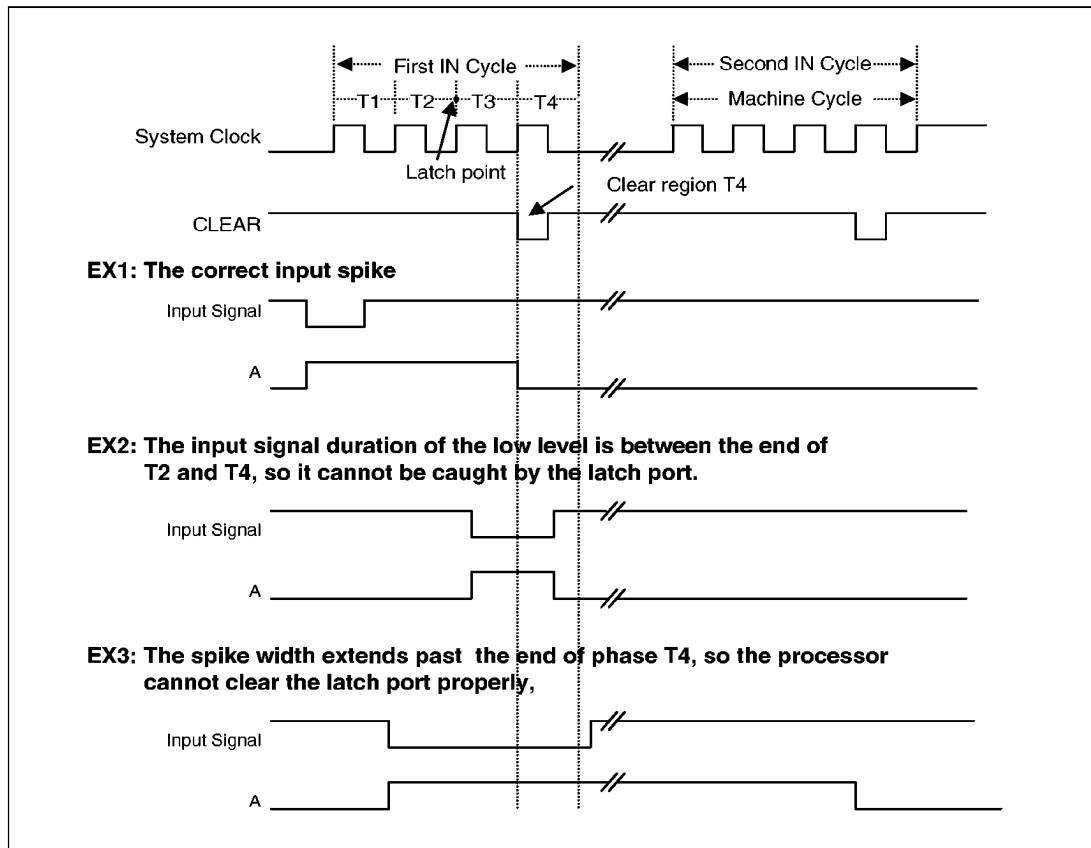 First IN Cycle
Second IN Cycle
T1 T2 T3 T4
Machine Cycle
System Clock
Latch point
Clear region T4
CLEAR
EX1: The correct input spike
Input Signal
A
EX2: The input signal duration of the low level is between the end of
T2 and T4, so it cannot be caught by the latch port.
Input Signal
A
EX3: The spike width extends past the end of phase T4, so the processor
cannot clear the latch port properly,
Input Signal
A